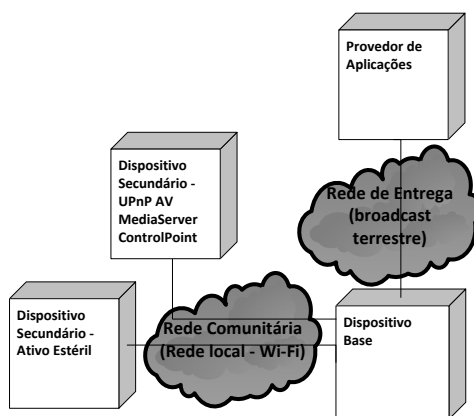 Provedor de
Aplicações
Dispositivo
Secundário -
UPnP AV
MediaServer
ControlPoint
Rede de Entrega
(broadcast
terrestre)
Dispositivo
Secundário -
Ativo Estéril
Rede Comunitária
(Rede local - Wi-Fi)
Dispositivo
Base